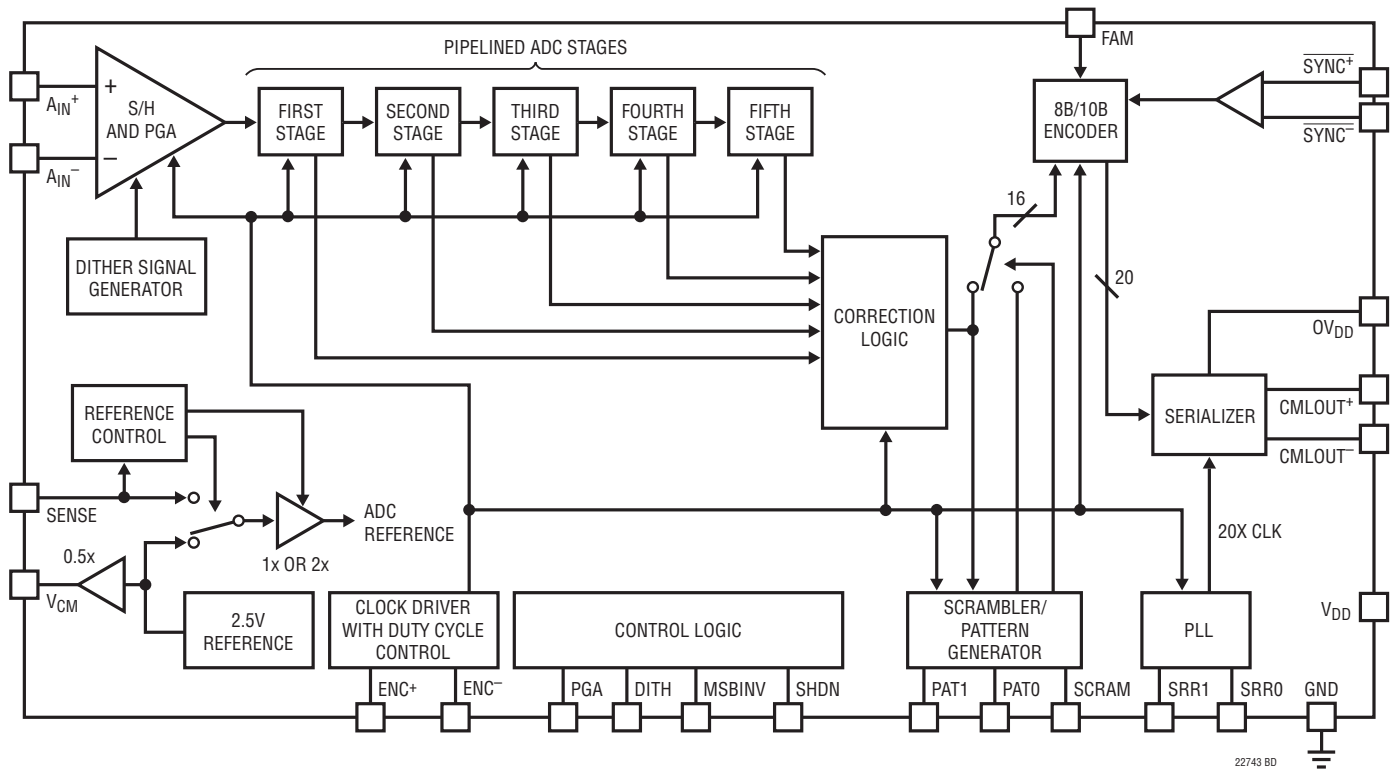 FAM
PIPELINED ADC STAGES
SYNC+
SYNC–
AIN+
AIN–
+
–
S/H
AND PGA
FIRST
STAGE
SECOND
STAGE
THIRD
STAGE
FOURTH
STAGE
FIFTH
STAGE
8B/10B
ENCODER
16
20
DITHER SIGNAL
GENERATOR
CORRECTION
LOGIC
OVDD
SERIALIZER
CMLOUT+
CMLOUT–
REFERENCE
CONTROL
SENSE
ADC
REFERENCE
0.5x
1x OR 2x
VCM
20X CLK
VDD
2.5V
REFERENCE
CLOCK DRIVER
WITH DUTY CYCLE
CONTROL
CONTROL LOGIC
SCRAMBLER/
PATTERN
GENERATOR
PLL
ENC+
ENC–
PGA
DITH
MSBINV
SHDN
PAT1
PAT0
SCRAM
SRR1
SRR0
GND
22743 BD